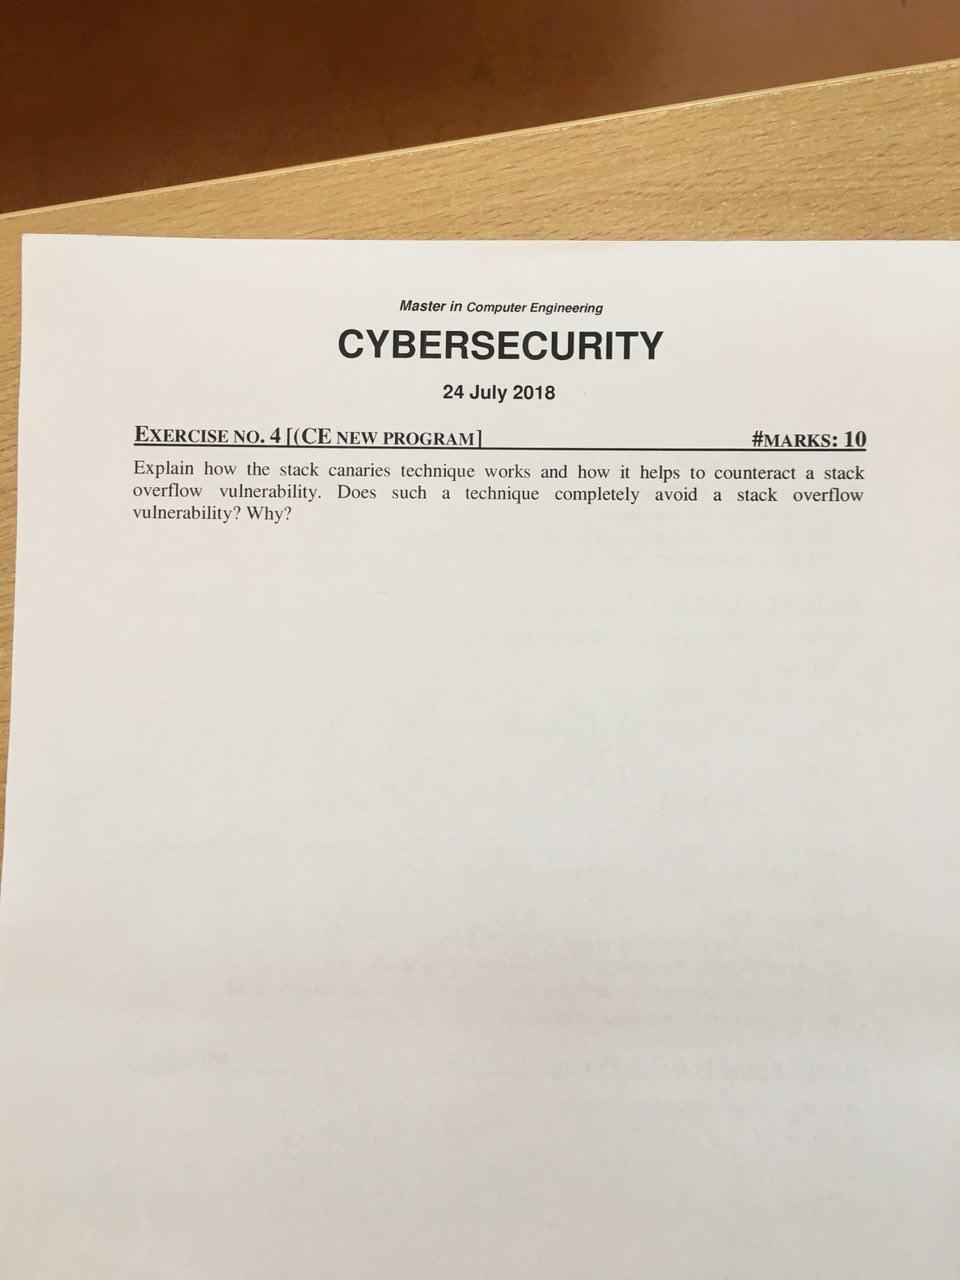 Master in Computer Engineering
CYBERSECURITY
24 July 2018
EXERCISE NO. 4 [(CE NEW PROGRAM] #MARKS: 10
Explain how the stack canaries technique works and how it helps to counteract a stack
overflow vulnerability. Does such a technique completely avoid a stack overflow
vulnerability? Why?